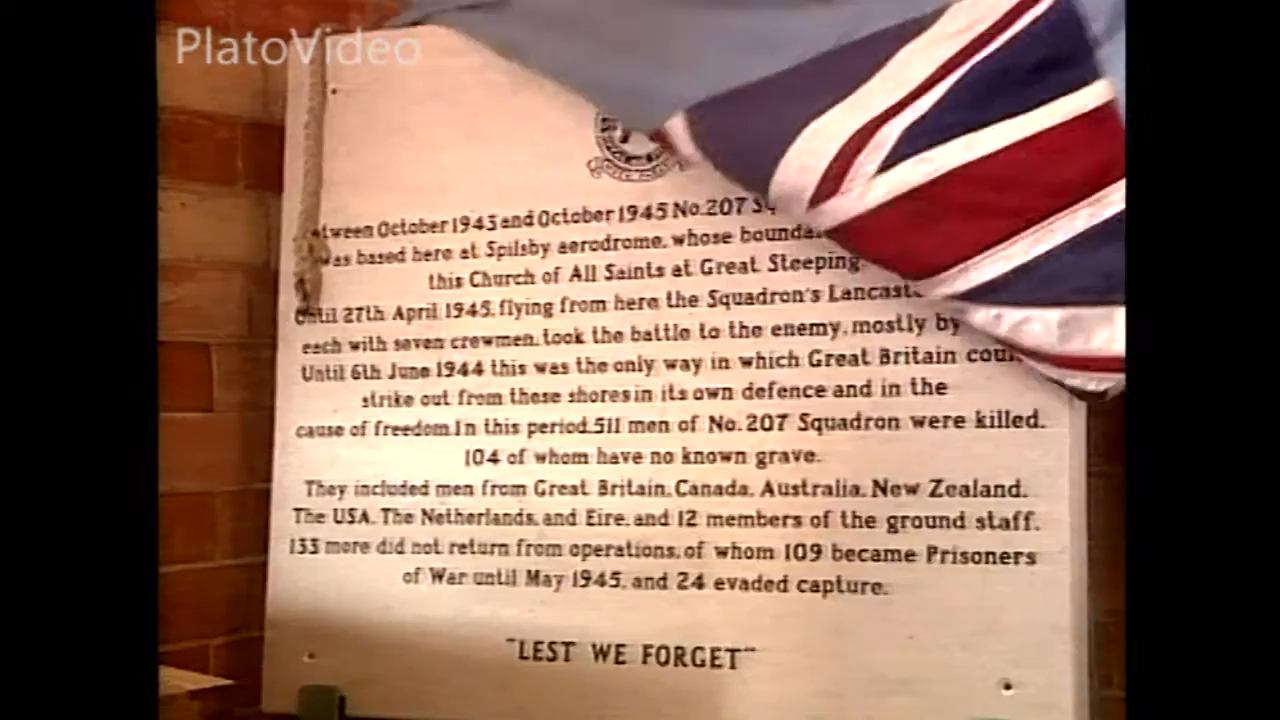 PlatoVideo
October 1943 and October 1945 No. 207
was based here at Spilsby aerodrome, whose
this Church of All Saints at Great Steeping
Until 27th April 1945, flying from here the Squadron's
each with seven crewmen, took the battle to the enemy, mostly by
Until 6th June 1944 this was the only way in which Great Britain
strike out from these shores in its own defence and in the
cause of freedom. In this period 511 men of No. 207 Squadron were killed.
104 of whom have no known grave.
They included men from Great Britain, Canada, Australia, New Zealand,
The USA, The Netherlands, and Eire, and 12 members of the ground staff.
133 more did not return from operations, of whom 109 became Prisoners
of War until May 1945, and 24 evaded capture.
"LEST WE FORGET"